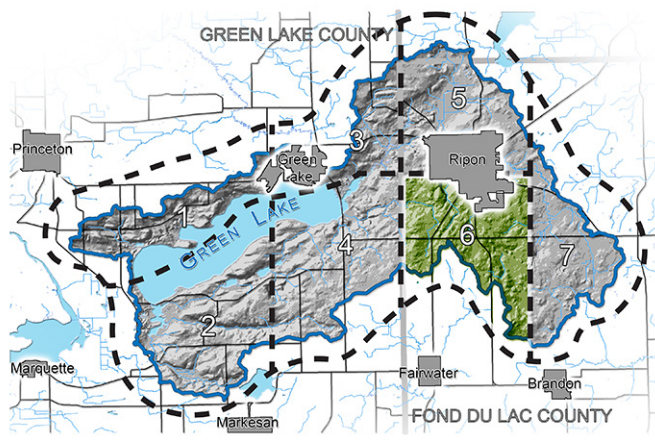 GREEN LAKE COUNTY
5
Princeton
3
Green
Lake
Ripon
1
GREEN LAKE
4
6
7
2
Marquette
Fairwater
Brandon
Markesan
FOND DU LAC COUNTY